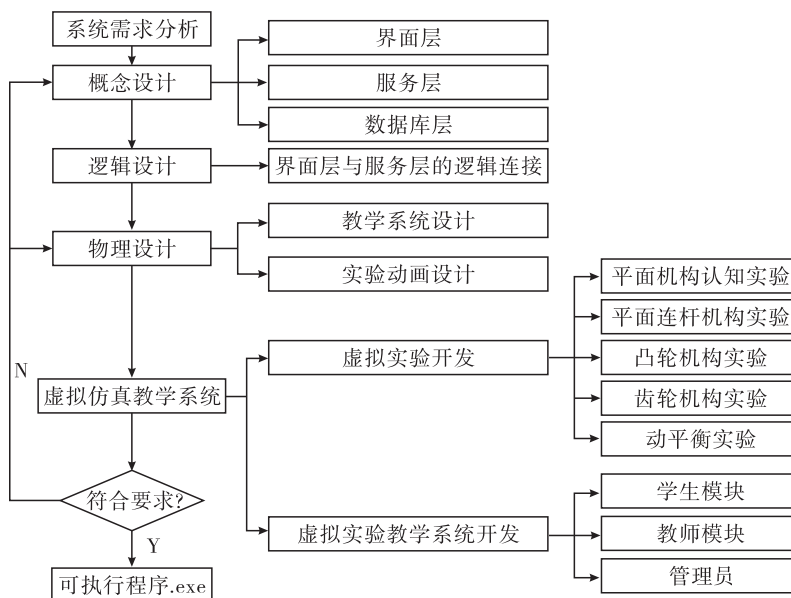 系统需求分析
界面层
概念设计
服务层
数据库层
逻辑设计
界面层与服务层的逻辑连接
教学系统设计
物理设计
实验动画设计
平面机构认知实验
平面连杆机构实验
虚拟实验开发
凸轮机构实验
N
虚拟仿真教学系统
齿轮机构实验
动平衡实验
学生模块
符合要求?
虚拟实验教学系统开发
教师模块
Y
管理员
可执行程序.exe